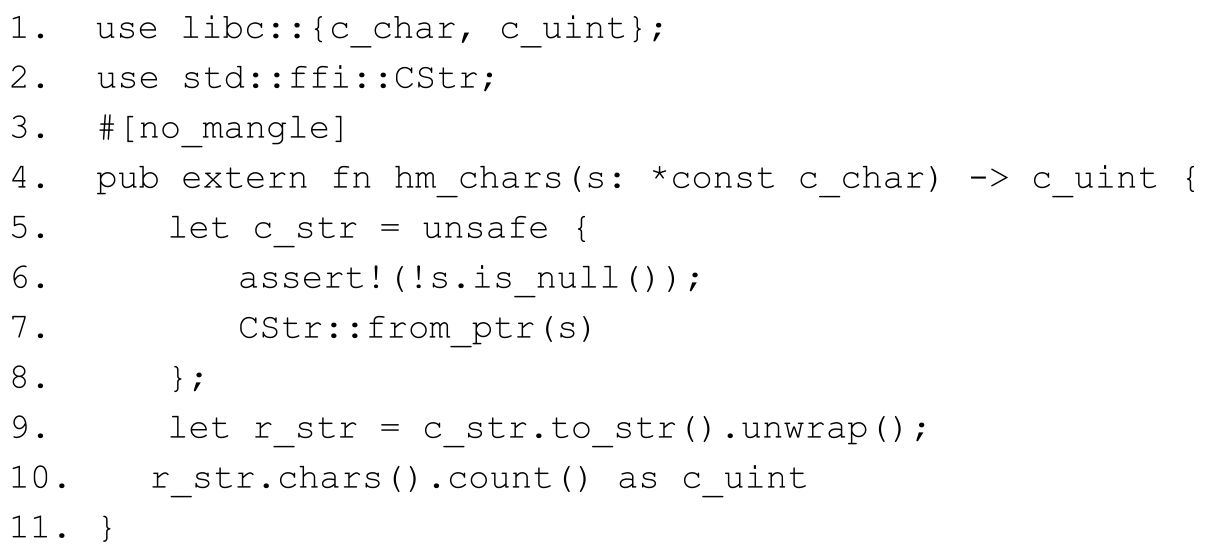 1. use libc::{c_char, c_uint};
2. use std::ffi::CStr;
3. #[no_mangle]
4. pub extern fn hm_chars(s: *const c_char) -> c_uint {
5. let c_str = unsafe {
6. assert!(!s.is_null());
7. CStr::from_ptr(s)
8. };
9. let r_str = c_str.to_str().unwrap();
10. r_str.chars().count() as c_uint
11. }